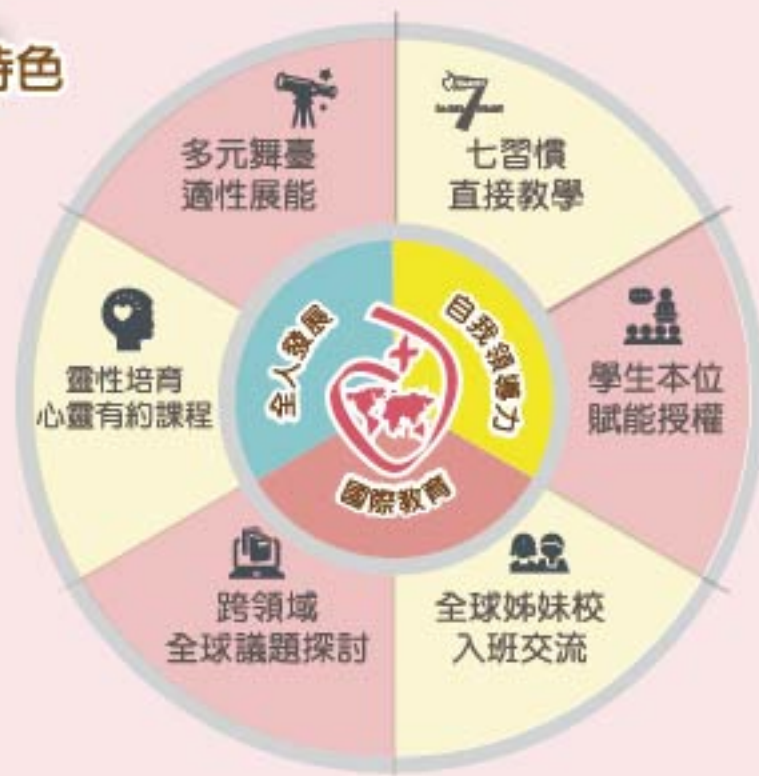 特色
多元舞臺
適性展能
七習慣
直接教學
靈性培育
心靈有約課程
學生本位
賦能授權
全人發展
自我領導力
國際教育
跨領域
全球議題探討
全球姊妹校
入班交流